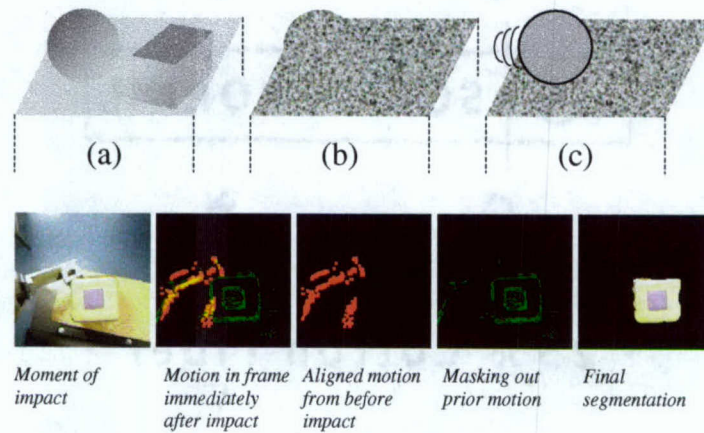 (a)
(b)
(c)
Moment of
impact
Motion in frame
immediately
after impact
Aligned motion
from before
impact
Masking out
prior motion
Final
segmentation